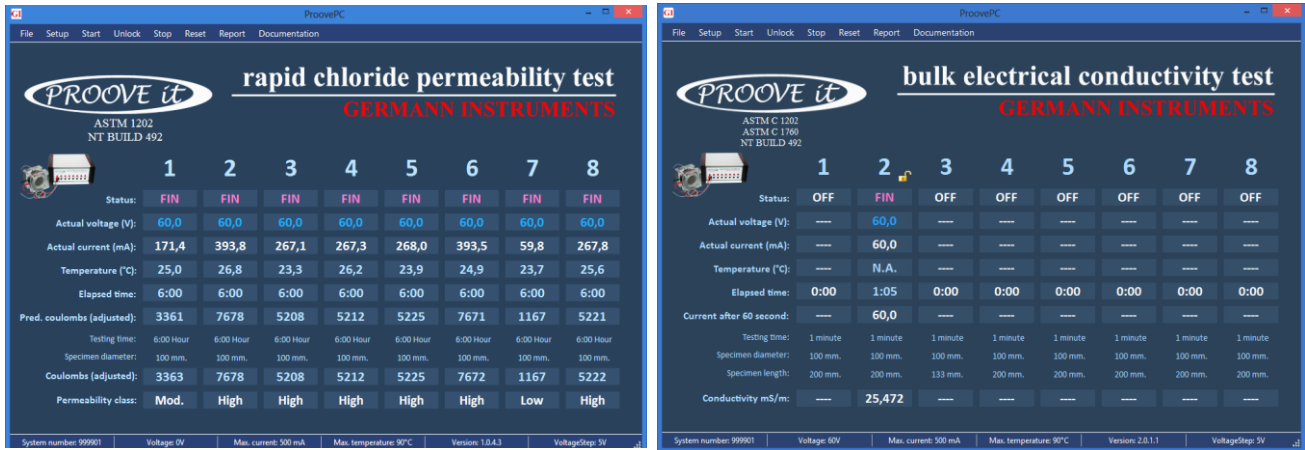 GI ProovePC
File Setup Start Unlock Stop Reset Report Documentation
PROOVE it
rapid chloride permeability test
GERMANN INSTRUMENTS
ASTM 1202
NT BUILD 492
1 2 3 4 5 6 7 8
Status: FIN FIN FIN FIN FIN FIN FIN FIN
Actual voltage (V): 60,0 60,0 60,0 60,0 60,0 60,0 60,0 60,0
Actual current (mA): 171,4 393,8 267,1 267,3 268,0 393,5 59,8 267,8
Temperature (°C): 25,0 26,8 23,3 26,2 23,9 24,9 23,7 25,6
Elapsed time: 6:00 6:00 6:00 6:00 6:00 6:00 6:00 6:00
Pred. coulombs (adjusted): 3361 7678 5208 5212 5225 7671 1167 5221
Testing time: 6:00 Hour 6:00 Hour 6:00 Hour 6:00 Hour 6:00 Hour 6:00 Hour 6:00 Hour 6:00 Hour
Specimen diameter: 100 mm. 100 mm. 100 mm. 100 mm. 100 mm. 100 mm. 100 mm. 100 mm.
Coulombs (adjusted): 3363 7678 5208 5212 5225 7672 1167 5222
Permeability class: Mod. High High High High High Low High
System number: 999901 Voltage: 0V Max. current: 500 mA Max. temperature: 90°C Version: 1.0.4.3 VoltageStep: 5V
GI ProovePC
File Setup Start Unlock Stop Reset Report Documentation
PROOVE it
bulk electrical conductivity test
GERMANN INSTRUMENTS
ASTM C 1202
ASTM C 1760
NT BUILD 492
1 2 3 4 5 6 7 8
Status: OFF FIN OFF OFF OFF OFF OFF OFF
Actual voltage (V): ---- 60,0 ---- ---- ---- ---- ---- ----
Actual current (mA): ---- 60,0 ---- ---- ---- ---- ---- ----
Temperature (°C): ---- N.A. ---- ---- ---- ---- ---- ----
Elapsed time: 0:00 1:05 0:00 0:00 0:00 0:00 0:00 0:00
Current after 60 second: ---- 60,0 ---- ---- ---- ---- ---- ----
Testing time: 1 minute 1 minute 1 minute 1 minute 1 minute 1 minute 1 minute 1 minute
Specimen diameter: 100 mm. 100 mm. 100 mm. 100 mm. 100 mm. 100 mm. 100 mm. 100 mm.
Specimen length: 200 mm. 200 mm. 133 mm. 200 mm. 200 mm. 200 mm. 200 mm. 200 mm.
Conductivity mS/m: ---- 25,472 ---- ---- ---- ---- ---- ----
System number: 999901 Voltage: 60V Max. current: 500 mA Max. temperature: 90°C Version: 2.0.1.1 VoltageStep: 5V